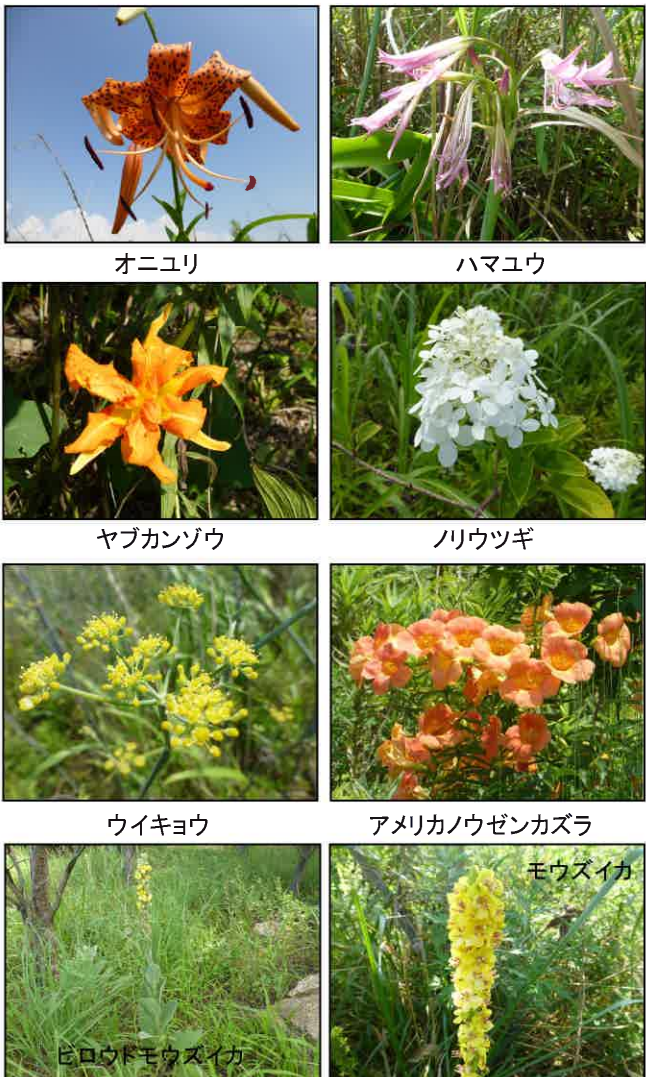 オニユリ
ハマユウ
ヤブカンゾウ
ノリウツギ
ウイキョウ
アメリカノウゼンカズラ
モウズイカ
ビロウドモウズイカ